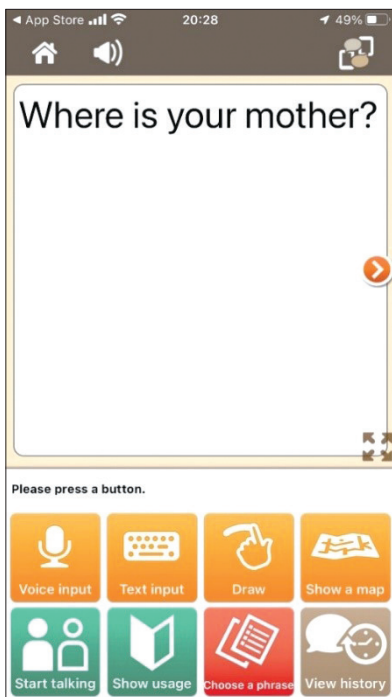 ◀ App Store 20:28 49%
Where is your mother?
Please press a button.
Voice input Text input Draw Show a map
Start talking Show usage Choose a phrase View history